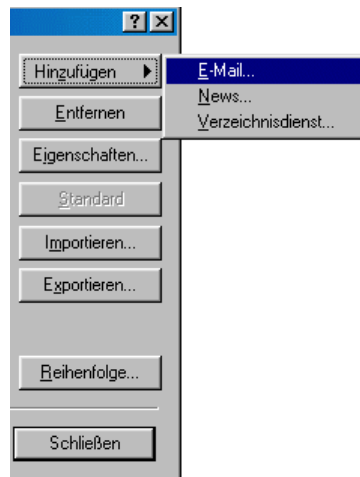 Hinzufügen
E-Mail...
News...
Verzeichnisdienst...
Entfernen
Eigenschaften...
Standard
Importieren...
Exportieren...
Reihenfolge...
Schließen